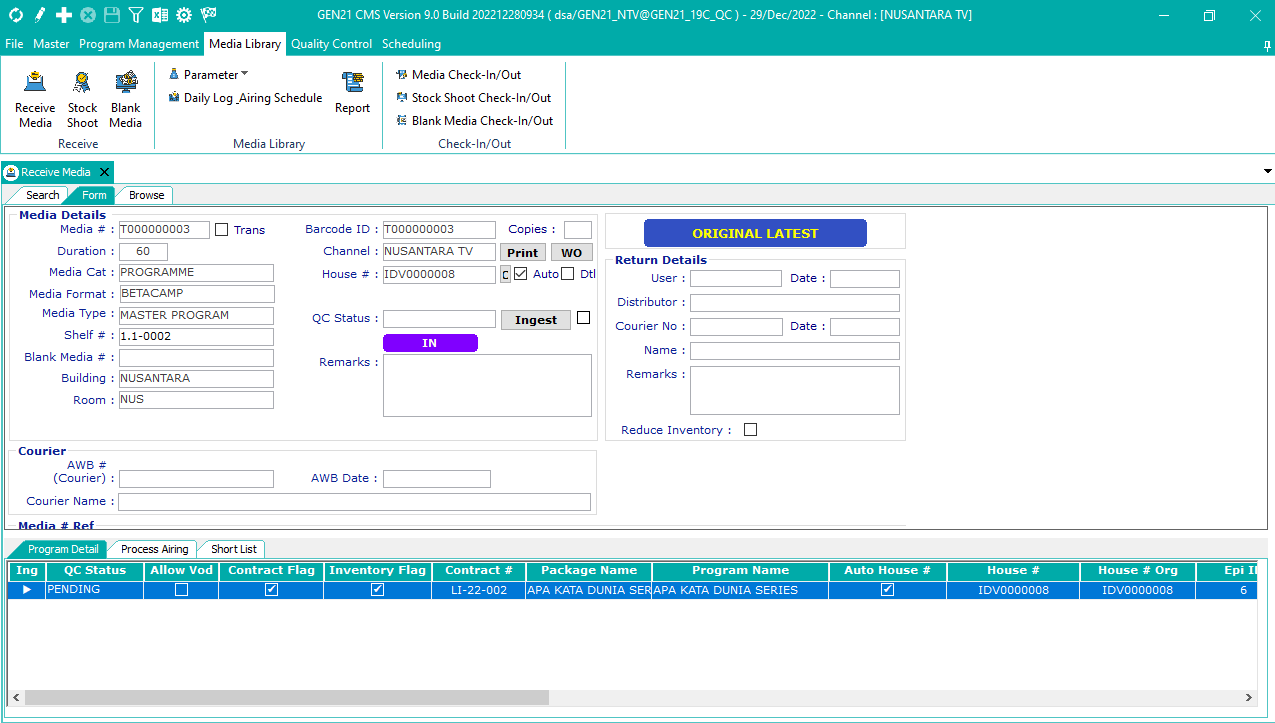 GEN21 CMS Version 9.0 Build 202212280934 ( dsa/GEN21_NTV@GEN21_19C_QC ) - 29/Dec/2022 - Channel : [NUSANTARA TV]
File Master Program Management Media Library Quality Control Scheduling
Receive Media
Stock Shoot
Blank Media
Receive
Parameter
Daily Log _Airing Schedule
Report
Media Library
Media Check-In/Out
Stock Shoot Check-In/Out
Blank Media Check-In/Out
Check-In/Out
Receive Media
Search Form Browse
Media Details
Media # : T000000003 Trans
Duration : 60
Media Cat : PROGRAMME
Media Format : BETACAMP
Media Type : MASTER PROGRAM
Shelf # : 1.1-0002
Blank Media # :
Building : NUSANTARA
Room : NUS
Barcode ID : T000000003 Copies :
Channel : NUSANTARA TV Print WO
House # : IDV0000008 C Auto Dtl
QC Status : Ingest
IN
Remarks :
ORIGINAL LATEST
Return Details
User : Date :
Distributor :
Courier No : Date :
Name :
Remarks :
Reduce Inventory :
Courier
AWB #
(Courier) : AWB Date :
Courier Name :
Media # Ref
Program Detail Process Airing Short List
Ing QC Status Allow Vod Contract Flag Inventory Flag Contract # Package Name Program Name Auto House # House # House # Org Epi I
PENDING LI-22-002 APA KATA DUNIA SER APA KATA DUNIA SERIES IDV0000008 IDV0000008 6